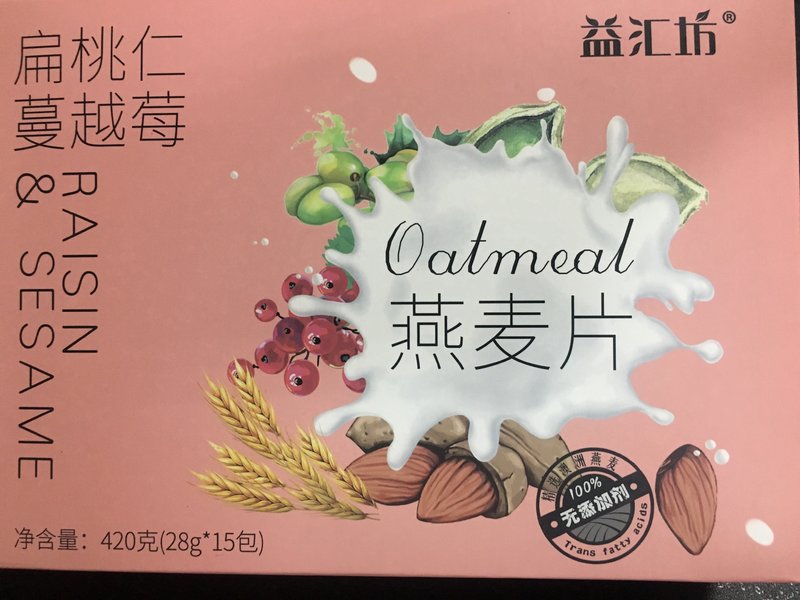 扁桃仁
蔓越莓
RAISIN
& SESAME
益汇坊®
Oatmeal
燕麦片
精选澳洲燕麦
100%
无添加剂
Trans fatty acids
净含量：420克(28g*15包)